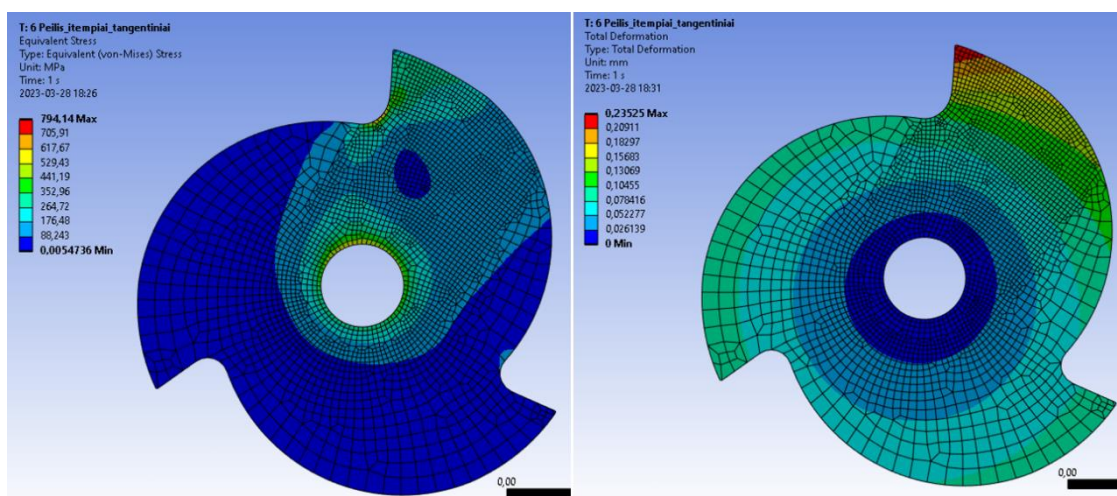 T: 6 Peilis_itempiai_tangentiniai
Equivalent Stress
Type: Equivalent (von-Mises) Stress
Unit: MPa
Time: 1 s
2023-03-28 18:26
794,14 Max
705,91
617,67
529,43
441,19
352,96
264,72
176,48
88,243
0,0054736 Min
0,00
T: 6 Peilis_itempiai_tangentiniai
Total Deformation
Type: Total Deformation
Unit: mm
Time: 1 s
2023-03-28 18:31
0,23525 Max
0,20911
0,18297
0,15683
0,13069
0,10455
0,078416
0,052277
0,026139
0 Min
0,00